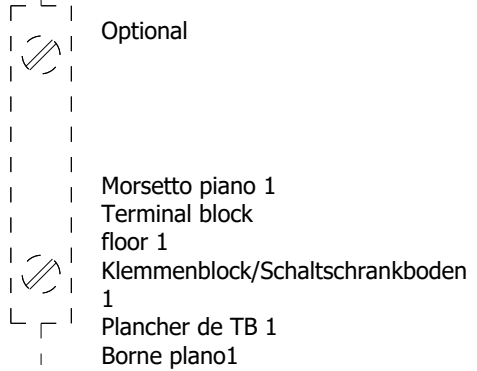 Optional
Morsetto piano 1
Terminal block
floor 1
Klemmenblock/Schaltschrankboden
1
Plancher de TB 1
Borne plano1